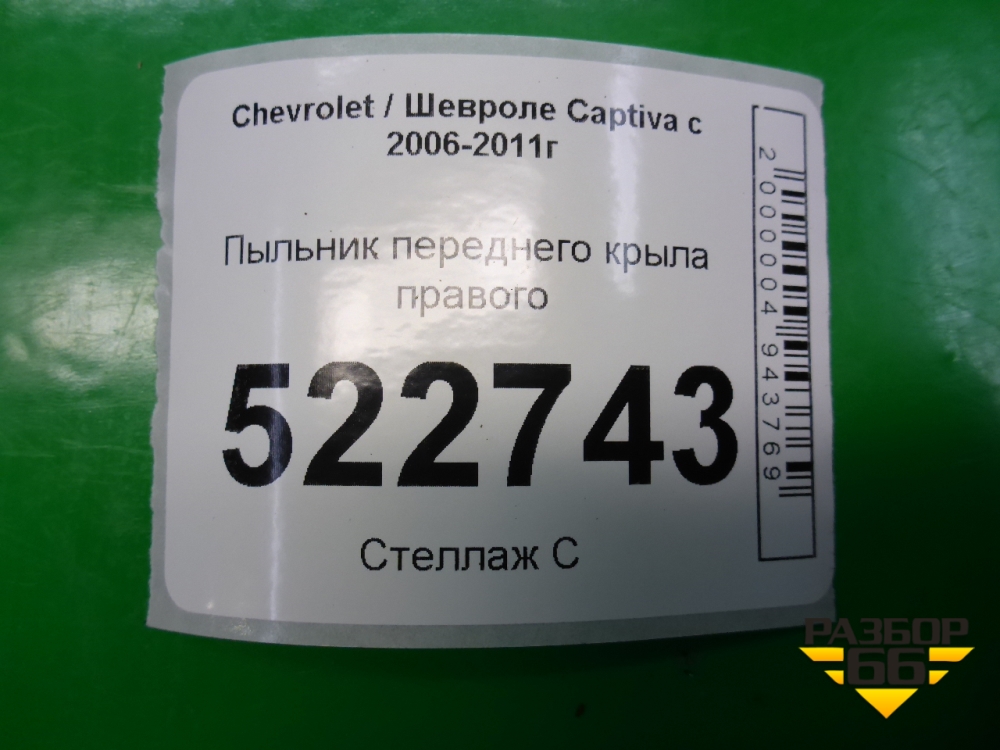 Chevrolet / Шевроле Captiva с
2006-2011г
Пыльник переднего крыла
правого
522743
Стеллаж С
2000004943769
РАЗБОР
66